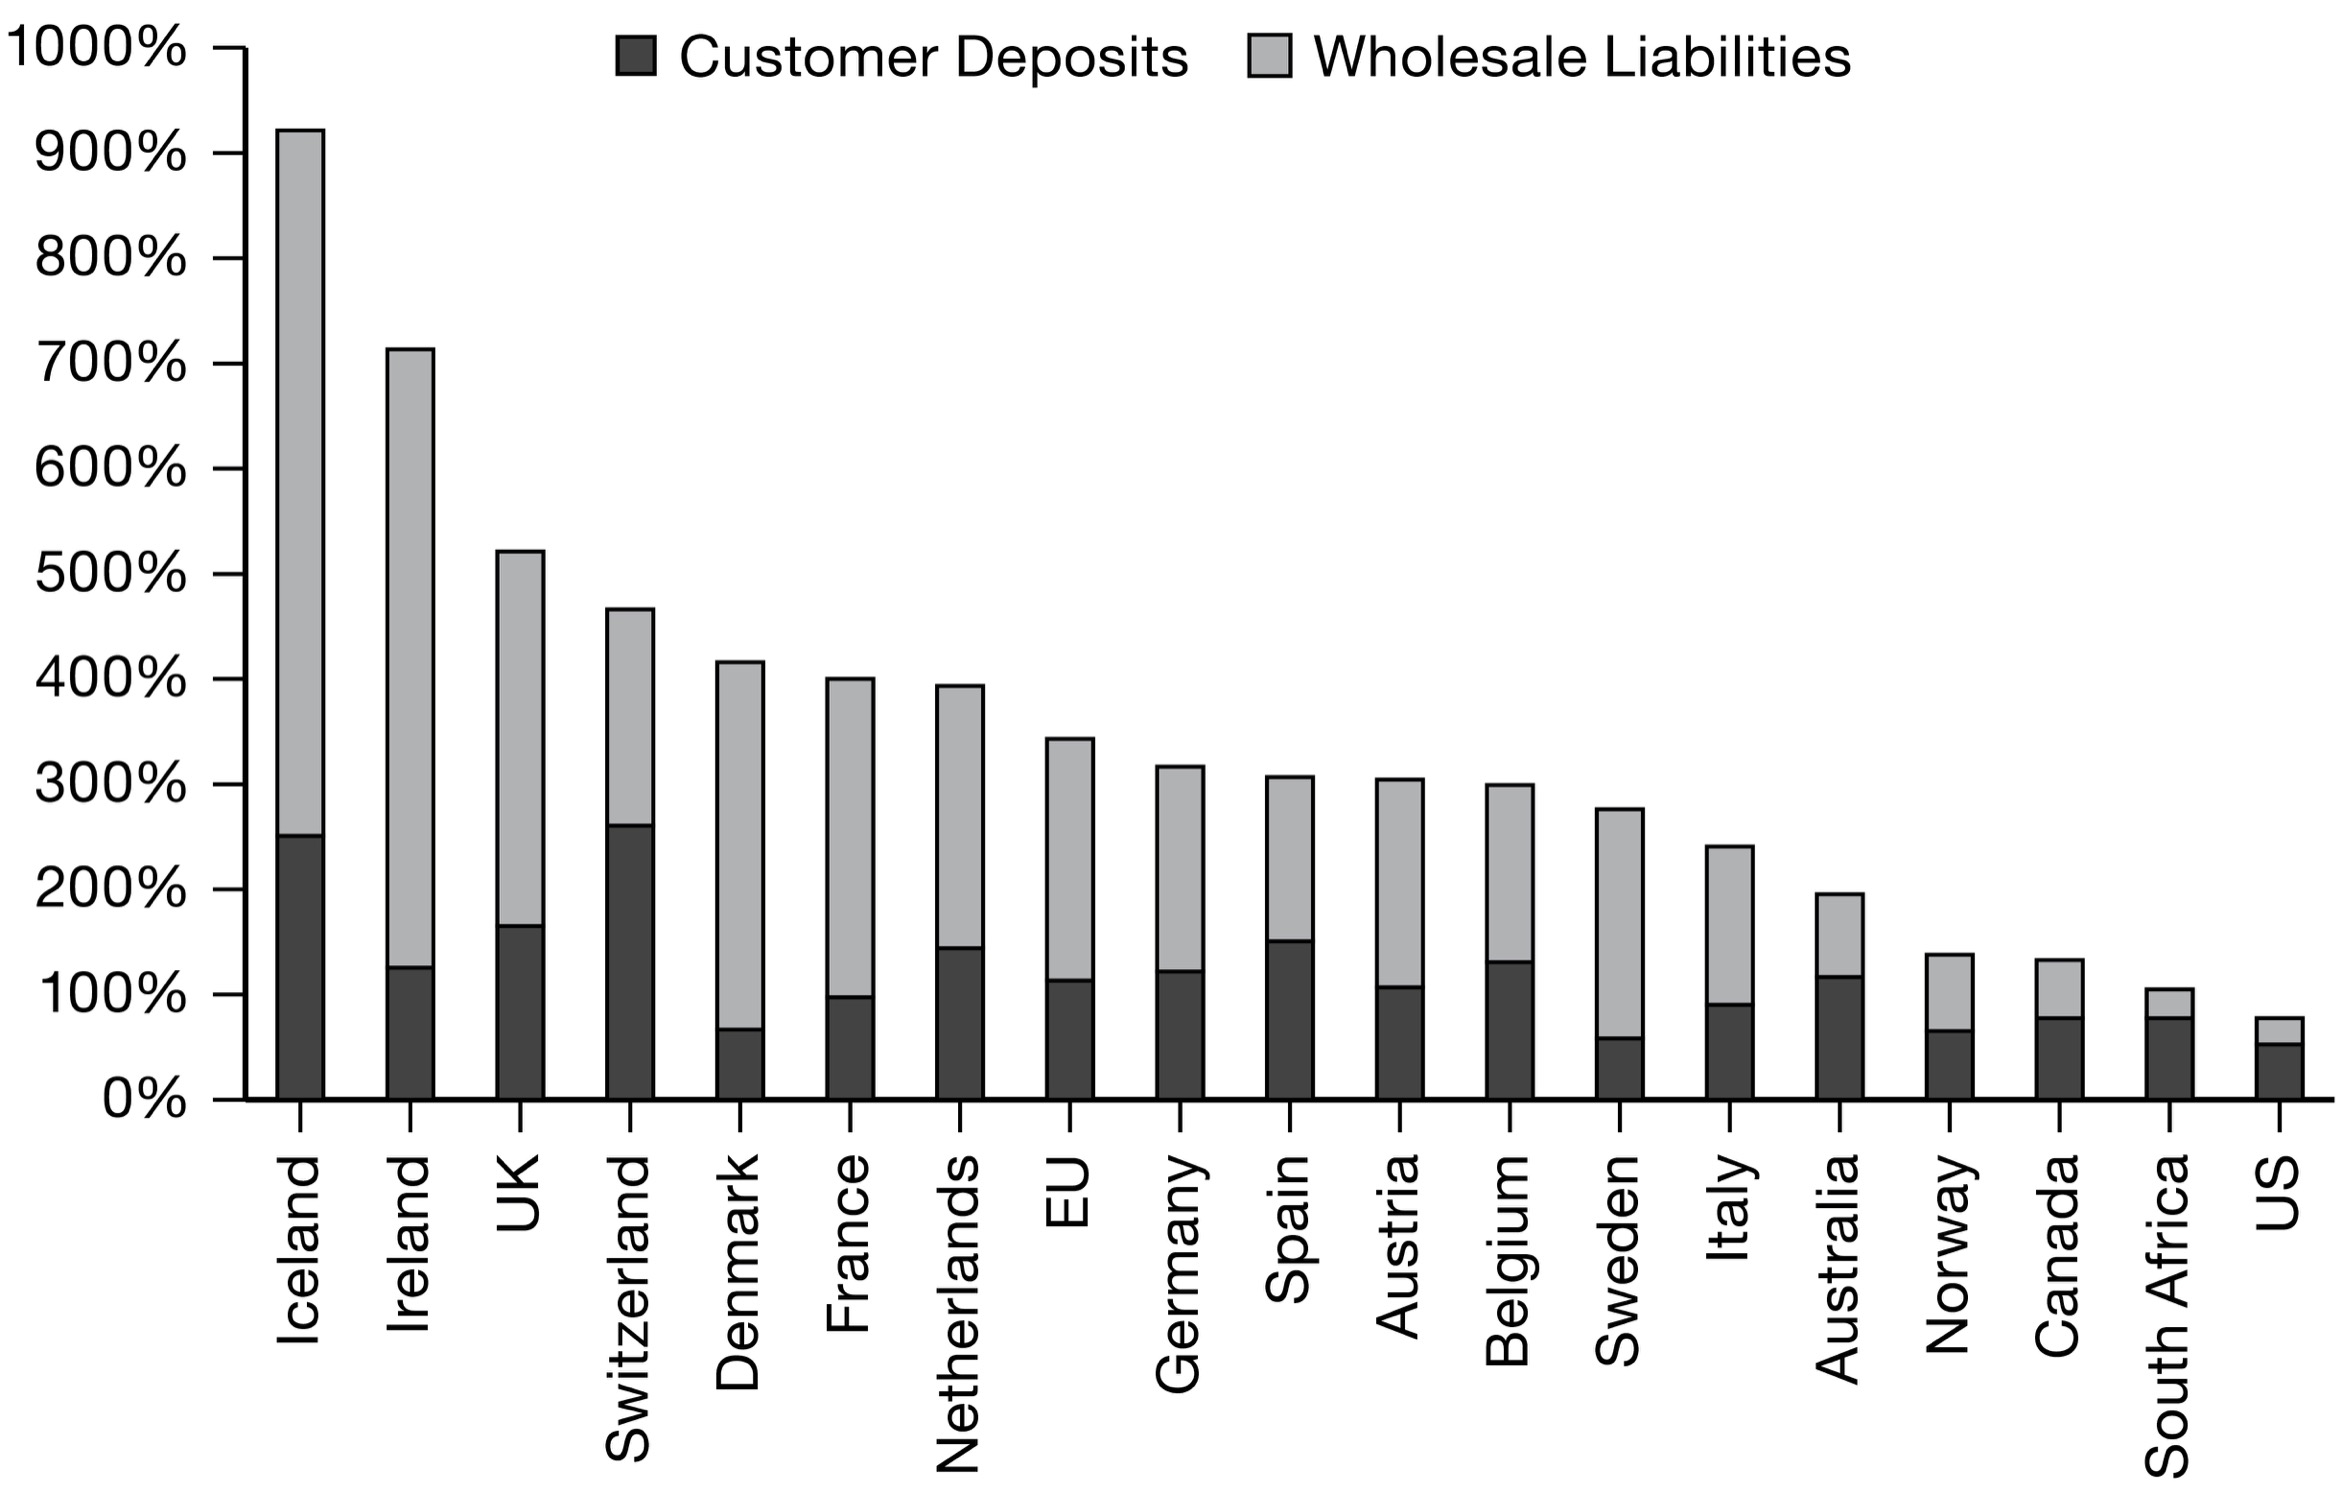 Customer Deposits Wholesale Liabilities
1000%
900%
800%
700%
600%
500%
400%
300%
200%
100%
0%
Iceland
Ireland
UK
Switzerland
Denmark
France
Netherlands
EU
Germany
Spain
Austria
Belgium
Sweden
Italy
Australia
Norway
Canada
South Africa
US